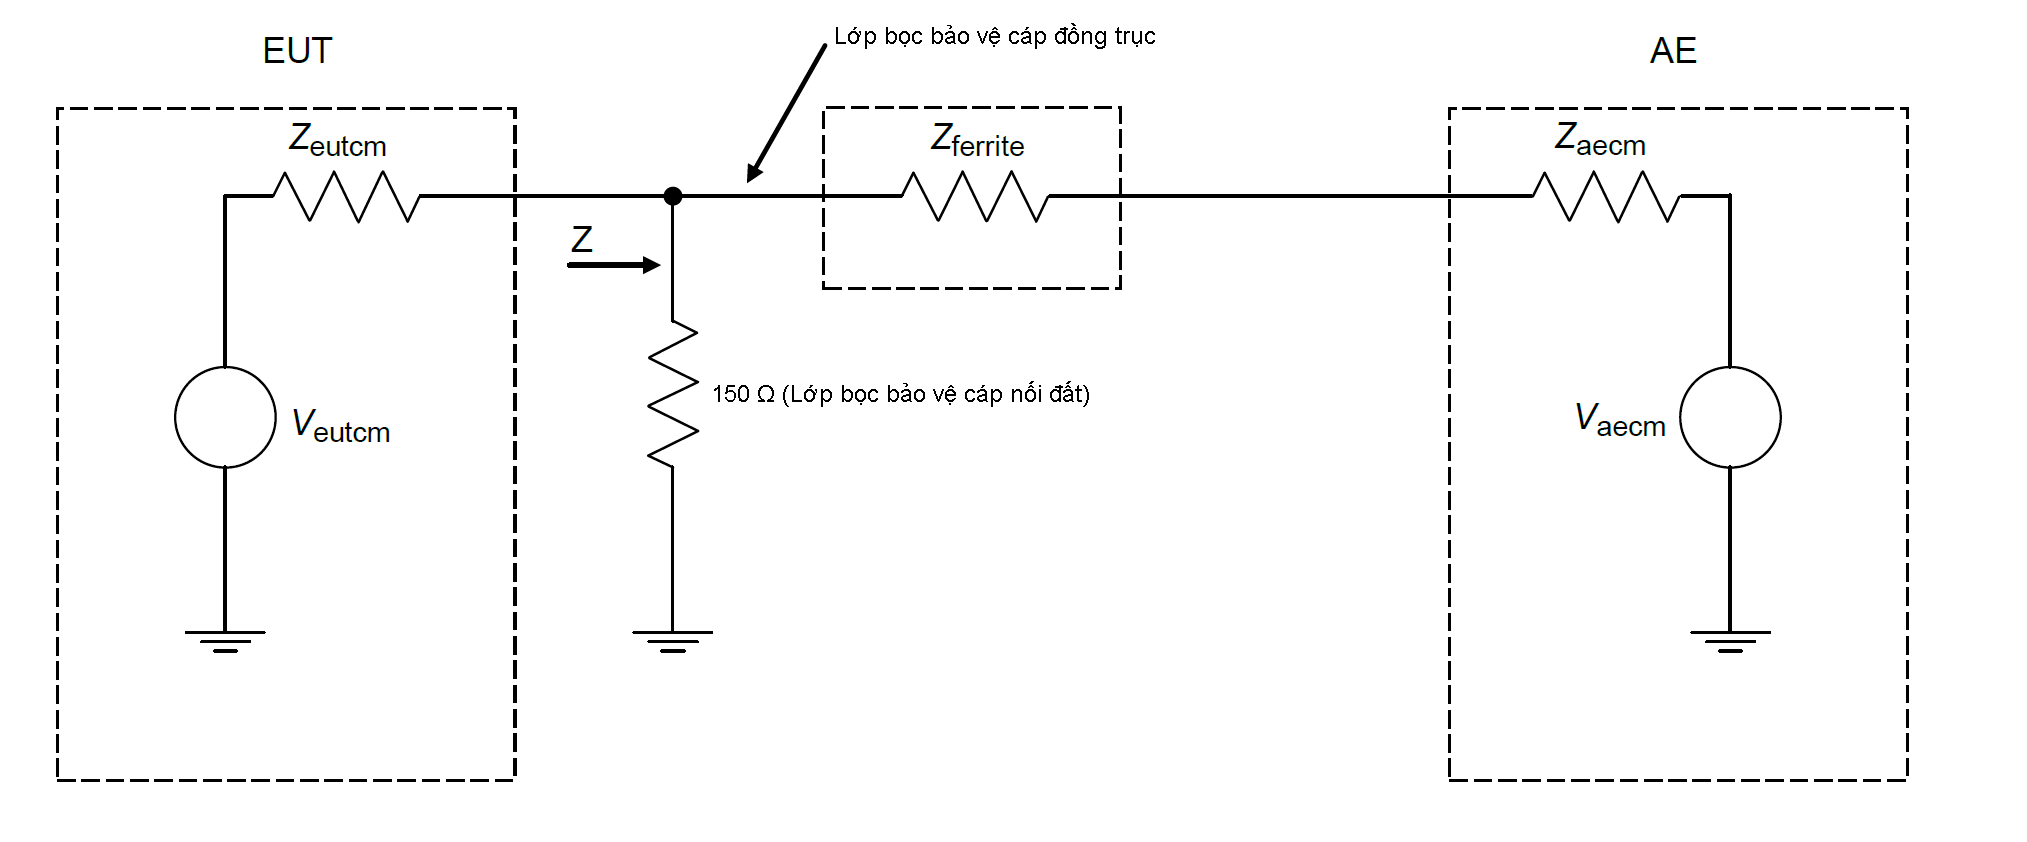 Lớp bọc bảo vệ cáp đồng trục
EUT
AE
Zeutcm
Zferrite
Zaecm
Z
150 Ω (Lớp bọc bảo vệ cáp nối đất)
Veutcm
Vaecm